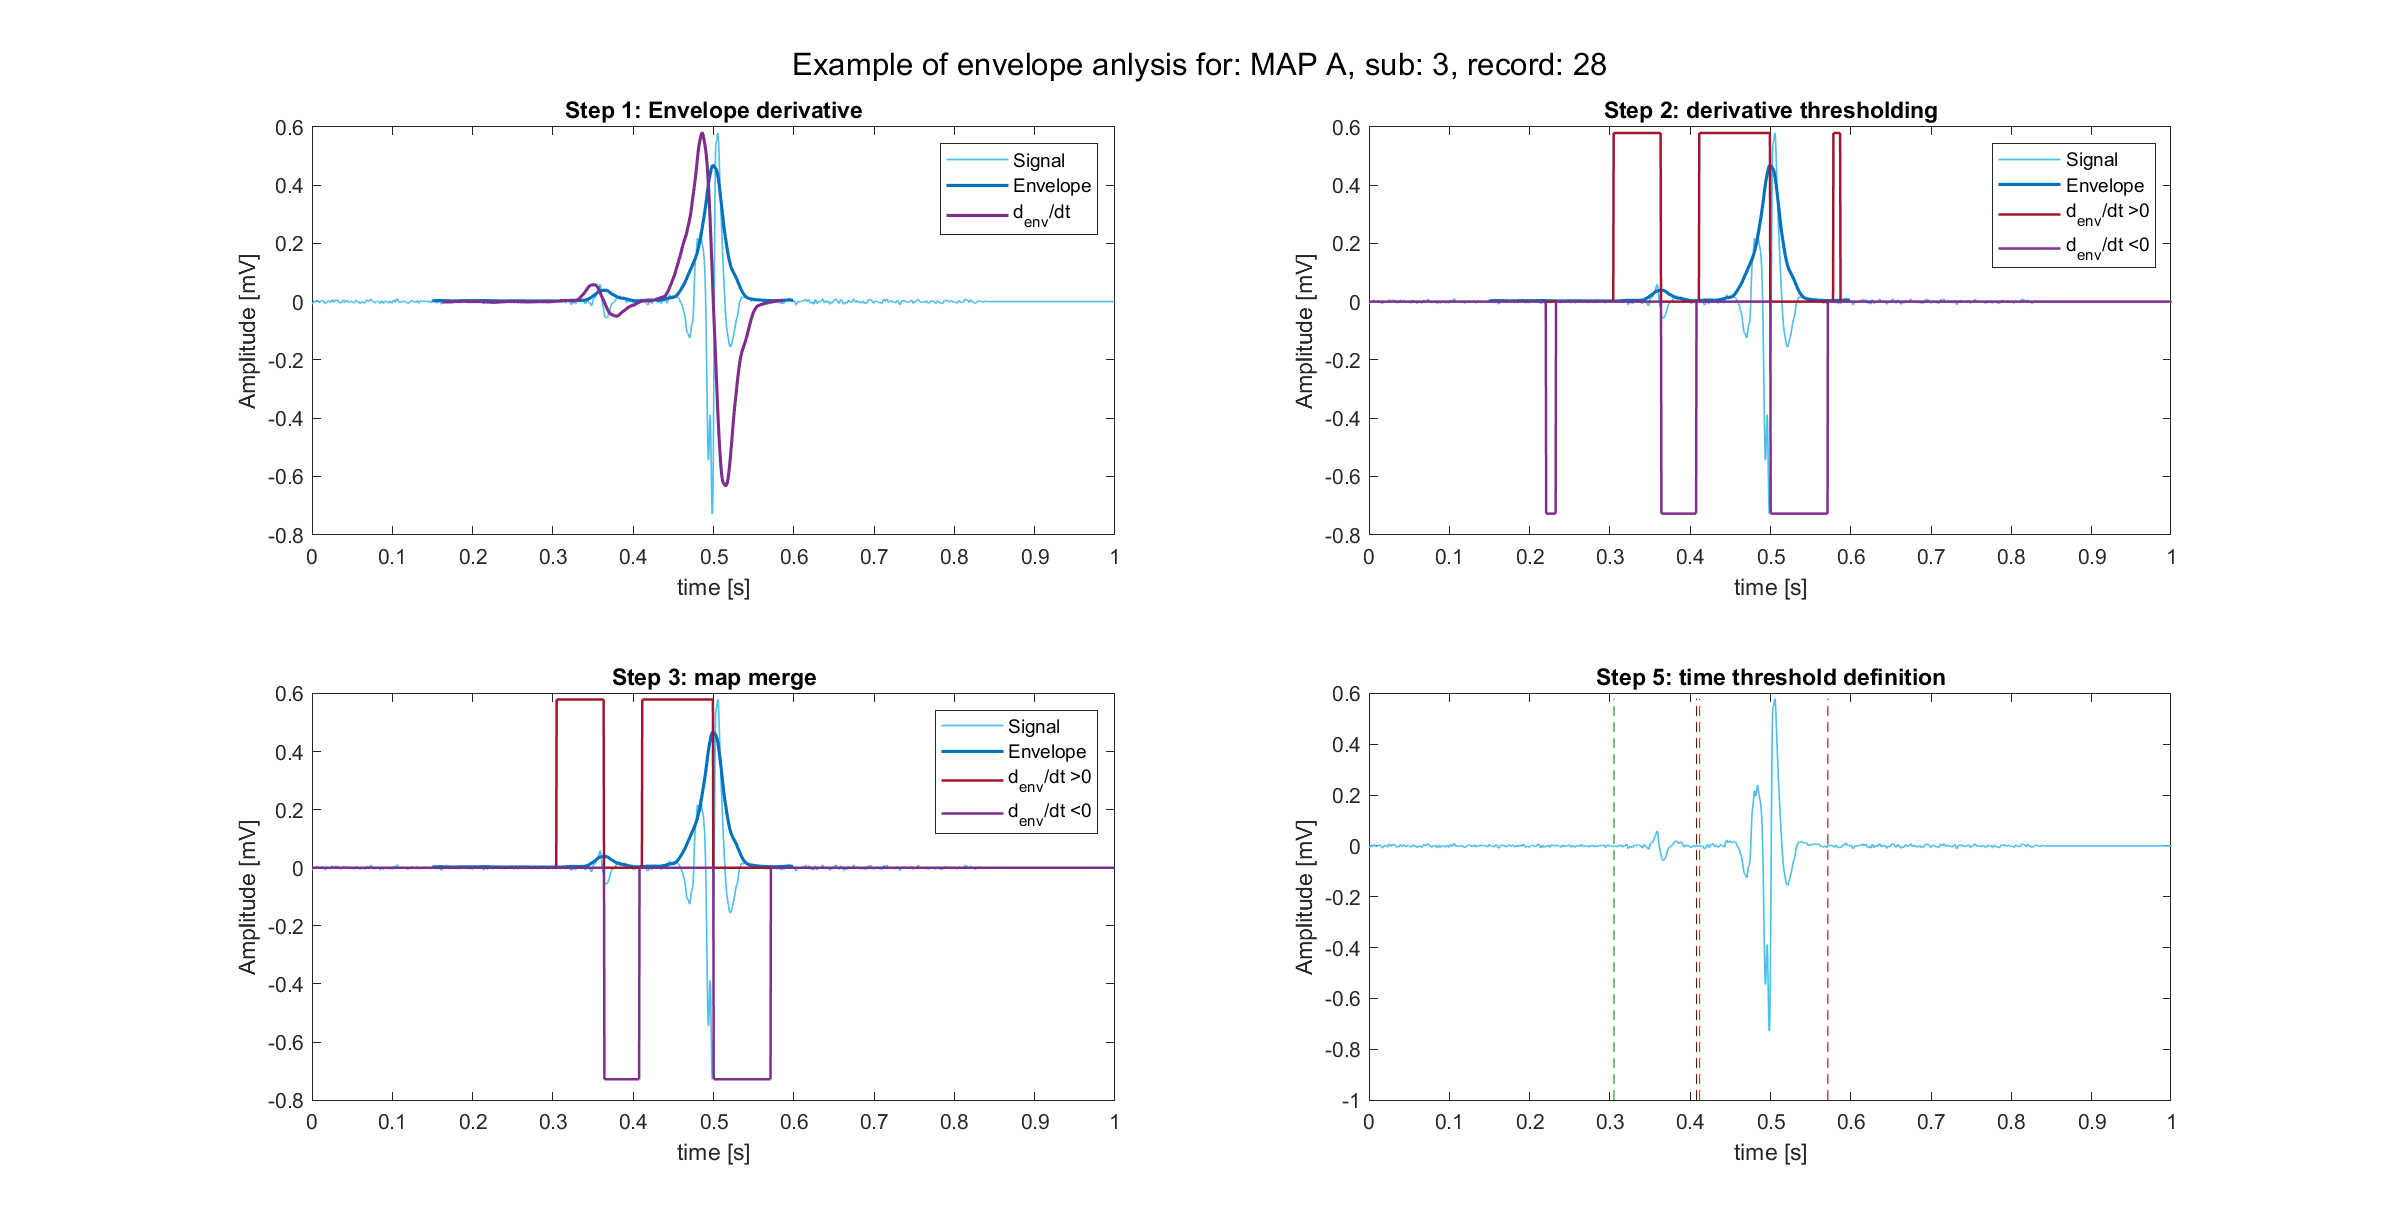 Example of envelope anlysis for: MAP A, sub: 3, record: 28
Step 1: Envelope derivative
Amplitude [mV]
0.6
0.4
0.2
0
-0.2
-0.4
-0.6
-0.8
0 0.1 0.2 0.3 0.4 0.5 0.6 0.7 0.8 0.9 1
time [s]
Signal
Envelope
d_env/dt
Step 2: derivative thresholding
Amplitude [mV]
0.6
0.4
0.2
0
-0.2
-0.4
-0.6
-0.8
0 0.1 0.2 0.3 0.4 0.5 0.6 0.7 0.8 0.9 1
time [s]
Signal
Envelope
d_env/dt >0
d_env/dt <0
Step 3: map merge
Amplitude [mV]
0.6
0.4
0.2
0
-0.2
-0.4
-0.6
-0.8
0 0.1 0.2 0.3 0.4 0.5 0.6 0.7 0.8 0.9 1
time [s]
Signal
Envelope
d_env/dt >0
d_env/dt <0
Step 5: time threshold definition
Amplitude [mV]
0.6
0.4
0.2
0
-0.2
-0.4
-0.6
-0.8
-1
0 0.1 0.2 0.3 0.4 0.5 0.6 0.7 0.8 0.9 1
time [s]